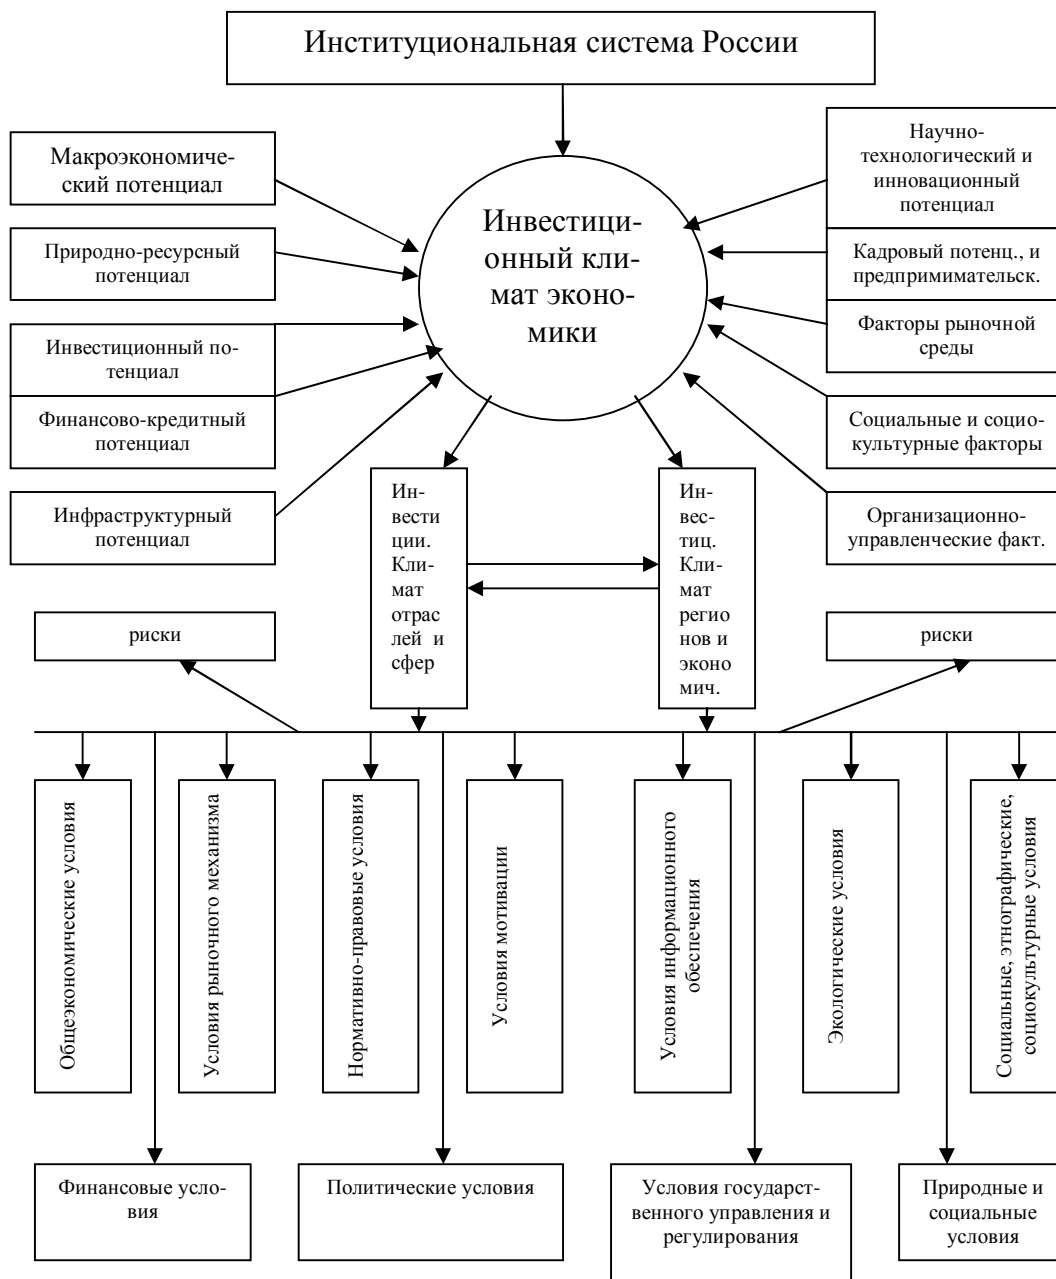 Институциональная система России
Макроэкономиче-
ский потенциал
Природно-ресурсный
потенциал
Инвестиционный по-
тенциал
Финансово-кредитный
потенциал
Инфраструктурный
потенциал
Инвестици-
онный кли-
мат эконо-
мики
Научно-
технологический и
инновационный
потенциал
Кадровый потенц., и
предпримимательск.
Факторы рыночной
среды
Социальные и социо-
культурные факторы
Организационно-
управленческие факт.
Ин-
вести
ции.
Кли-
мат
отрас
лей и
сфер
Ин-
вес-
тиц.
Кли-
мат
регио
нов и
эконо
мич.
риски
риски
Общеэкономические условия
Условия рыночного механизма
Нормативно-правовые условия
Условия мотивации
Условия информационного
обеспечения
Экологические условия
Социальные, этнографические,
социокультурные условия
Финансовые усло-
вия
Политические условия
Условия государст-
венного управления и
регулирования
Природные и
социальные
условия